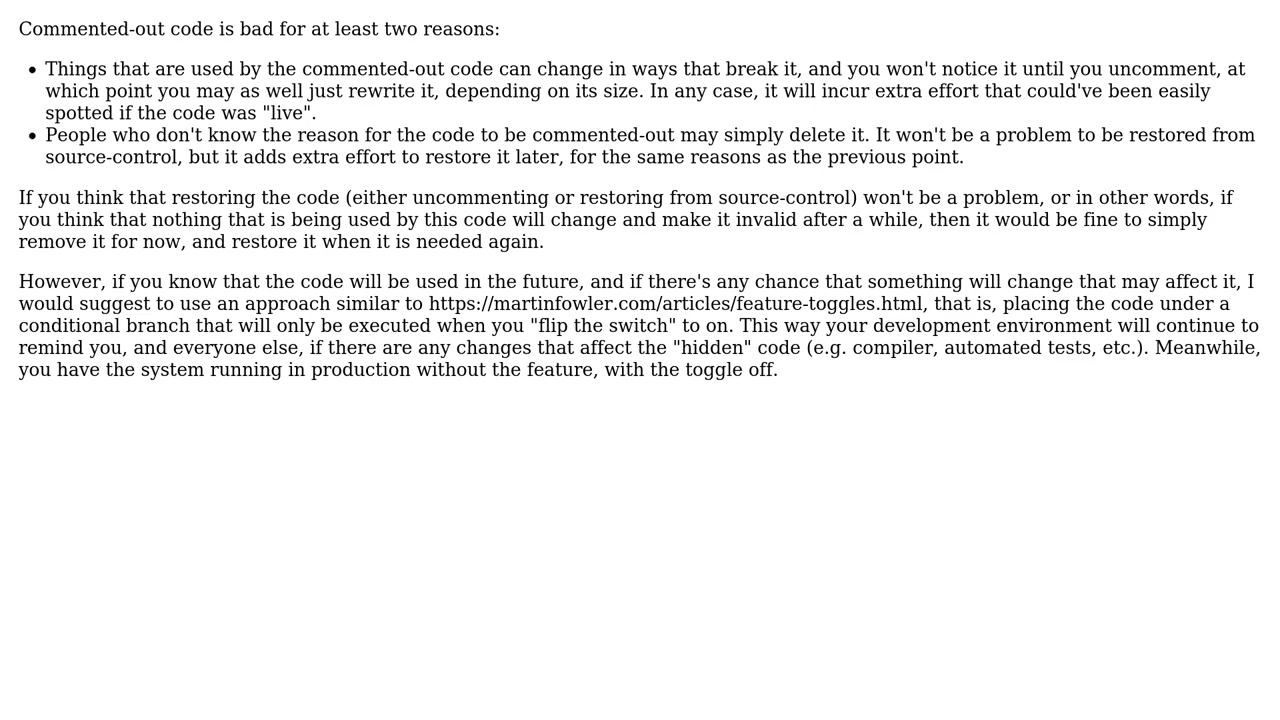 Commented-out code is bad for at least two reasons:
• Things that are used by the commented-out code can change in ways that break it, and you won't notice it until you uncomment, at
which point you may as well just rewrite it, depending on its size. In any case, it will incur extra effort that could've been easily
spotted if the code was "live".
• People who don't know the reason for the code to be commented-out may simply delete it. It won't be a problem to be restored from
source-control, but it adds extra effort to restore it later, for the same reasons as the previous point.
If you think that restoring the code (either uncommenting or restoring from source-control) won't be a problem, or in other words, if
you think that nothing that is being used by this code will change and make it invalid after a while, then it would be fine to simply
remove it for now, and restore it when it is needed again.
However, if you know that the code will be used in the future, and if there's any chance that something will change that may affect it, I
would suggest to use an approach similar to https://martinfowler.com/articles/feature-toggles.html, that is, placing the code under a
conditional branch that will only be executed when you "flip the switch" to on. This way your development environment will continue to
remind you, and everyone else, if there are any changes that affect the "hidden" code (e.g. compiler, automated tests, etc.). Meanwhile,
you have the system running in production without the feature, with the toggle off.